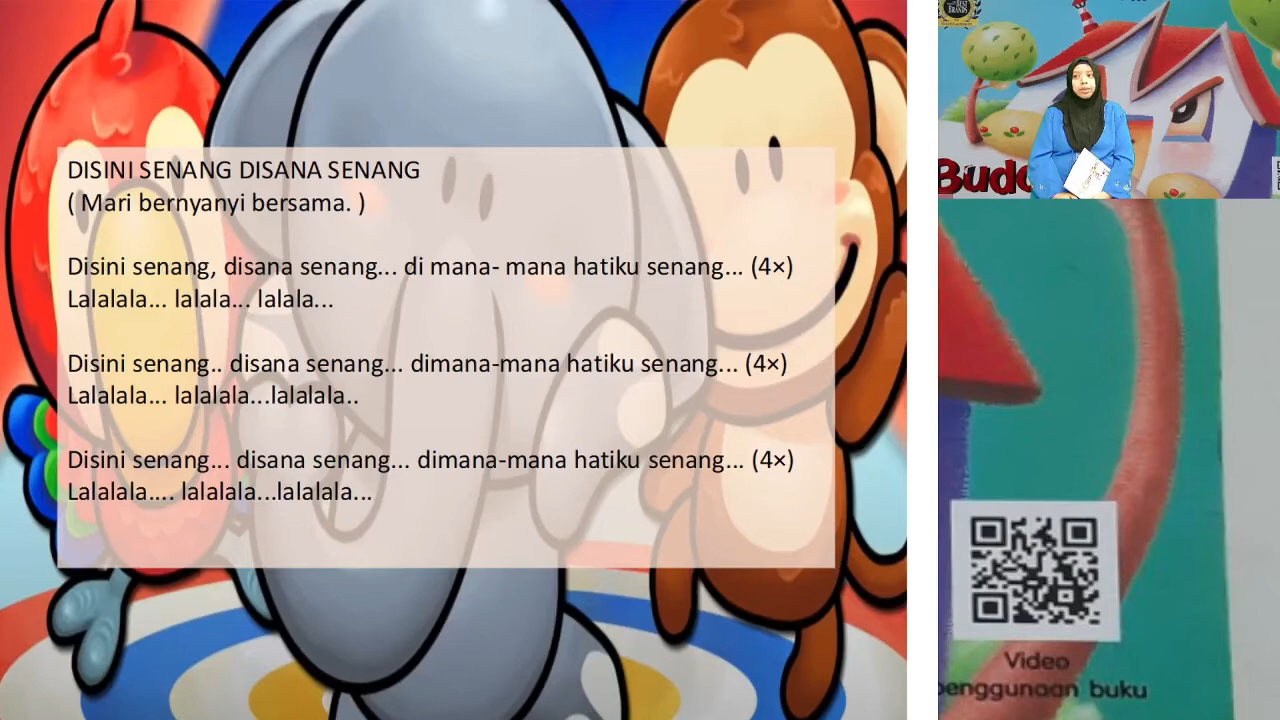 DISINI SENANG DISANA SENANG
( Mari bernyanyi bersama. )
Disini senang, disana senang... di mana- mana hatiku senang... (4×)
Lalalala... lalala... lalala...
Disini senang.. disana senang... dimana-mana hatiku senang... (4×)
Lalalala... lalalala...lalalala..
Disini senang... disana senang... dimana-mana hatiku senang... (4×)
Lalalala.... lalalala...lalalala...
Video
penggunaan buku